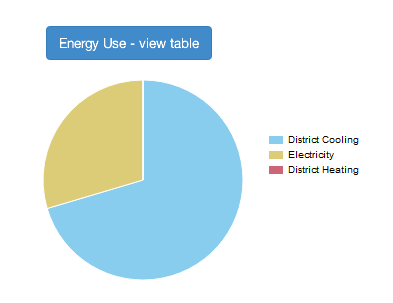 Energy Use - view table
District Cooling
Electricity
District Heating